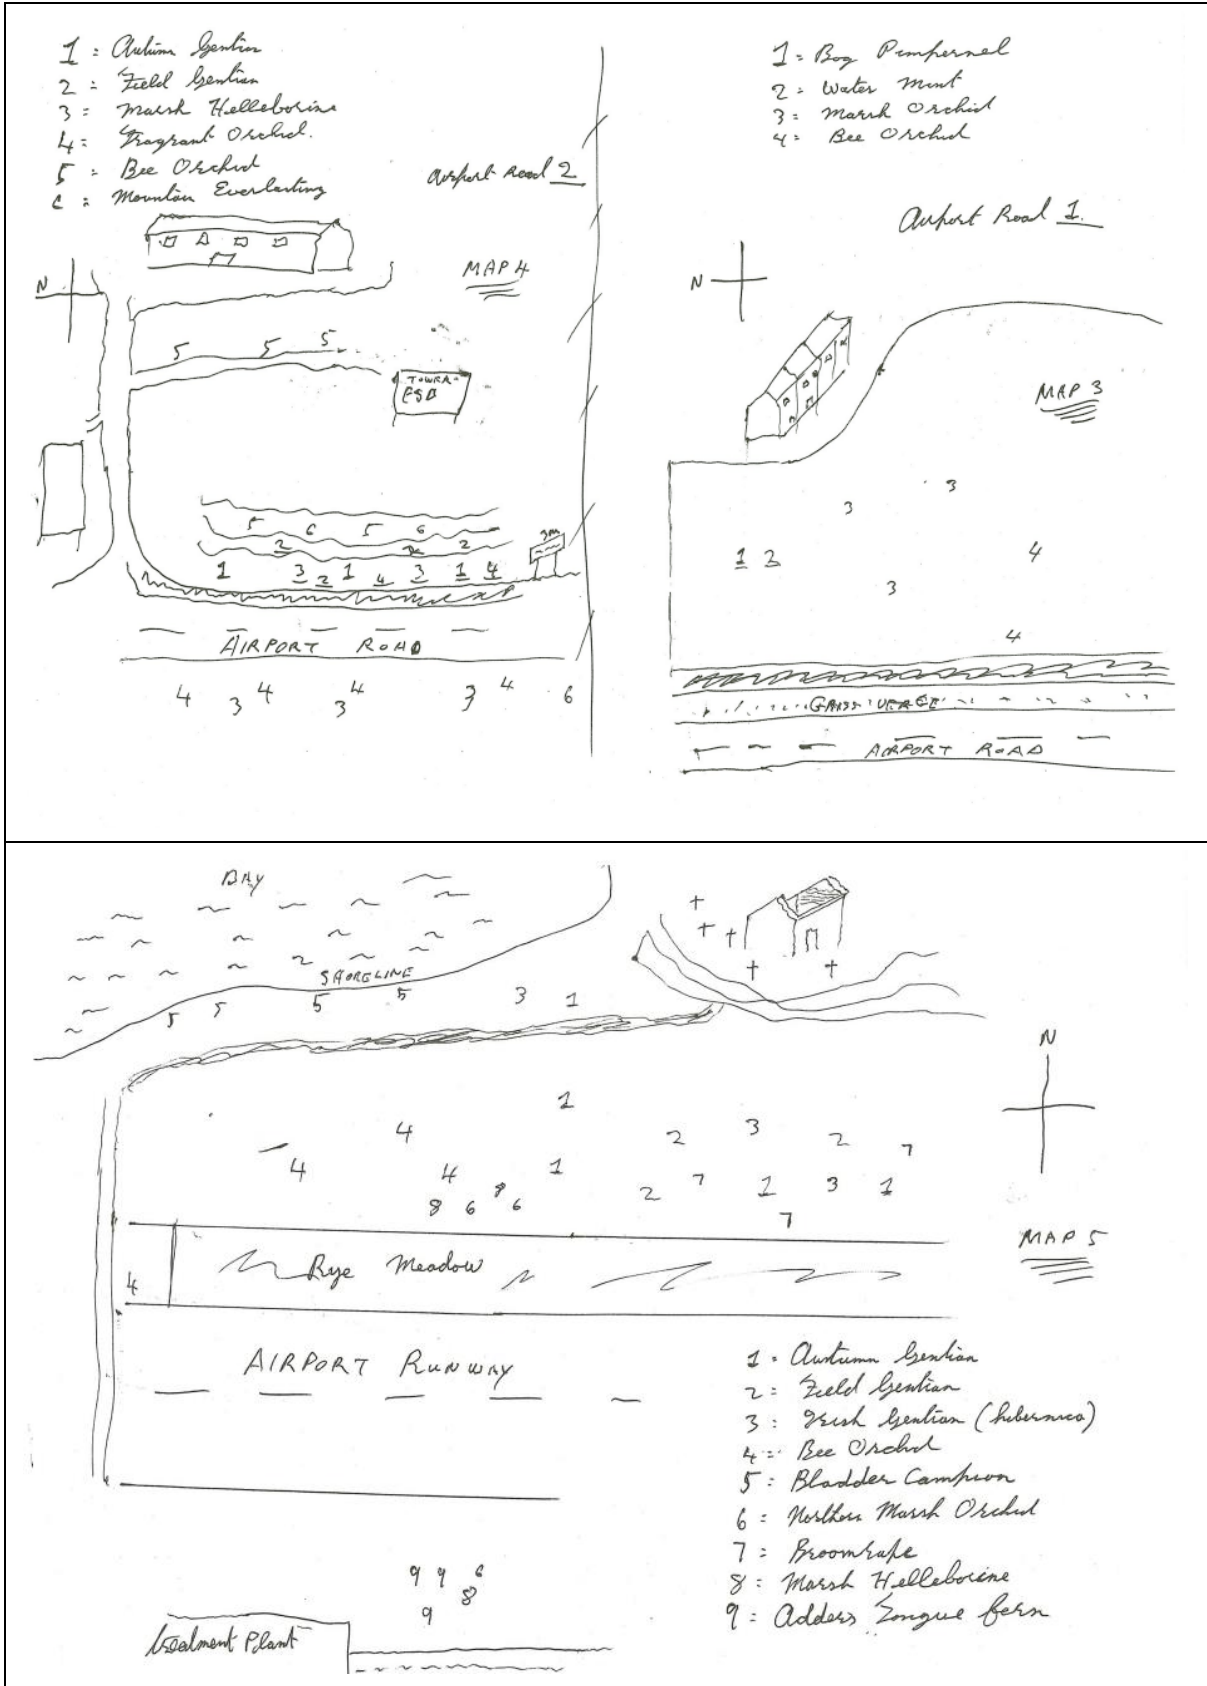 1 : Autumn Gentian
2 : Field Gentian
3 : Marsh Helleborine
4 : Fragrant Orchid.
5 : Bee Orchid
6 : Mountain Everlasting
Airport Road 2
N
MAP 4
5 5 5
ESB
5 6 5 6
2 2
3M
1 3 2 1 4 3 1 4
AIRPORT ROAD
4 3 4 3 4 3 4 6
1 : Bog Pimpernel
2 : Water Mint
3 : Marsh Orchid
4 : Bee Orchid
Airport Road 1.
N
MAP 3
3 3
1 2 4
3
4
GRASS VERGE
AIRPORT ROAD
BAY
SHORELINE
5 5 5 5 3 1
N
1
4 2 3 2 7
4 4 1 2 7 1 3 1
8 6 8 6 7
4 Rye Meadow
MAP 5
AIRPORT RUNWAY
1 : Autumn Gentian
2 : Field Gentian
3 : Irish Gentian (hibernica)
4 : Bee Orchid
5 : Bladder Campion
6 : Northern Marsh Orchid
7 : Broomrape
8 : Marsh Helleborine
9 : Adders Tongue fern
9 9 6
9 8
Treatment Plant